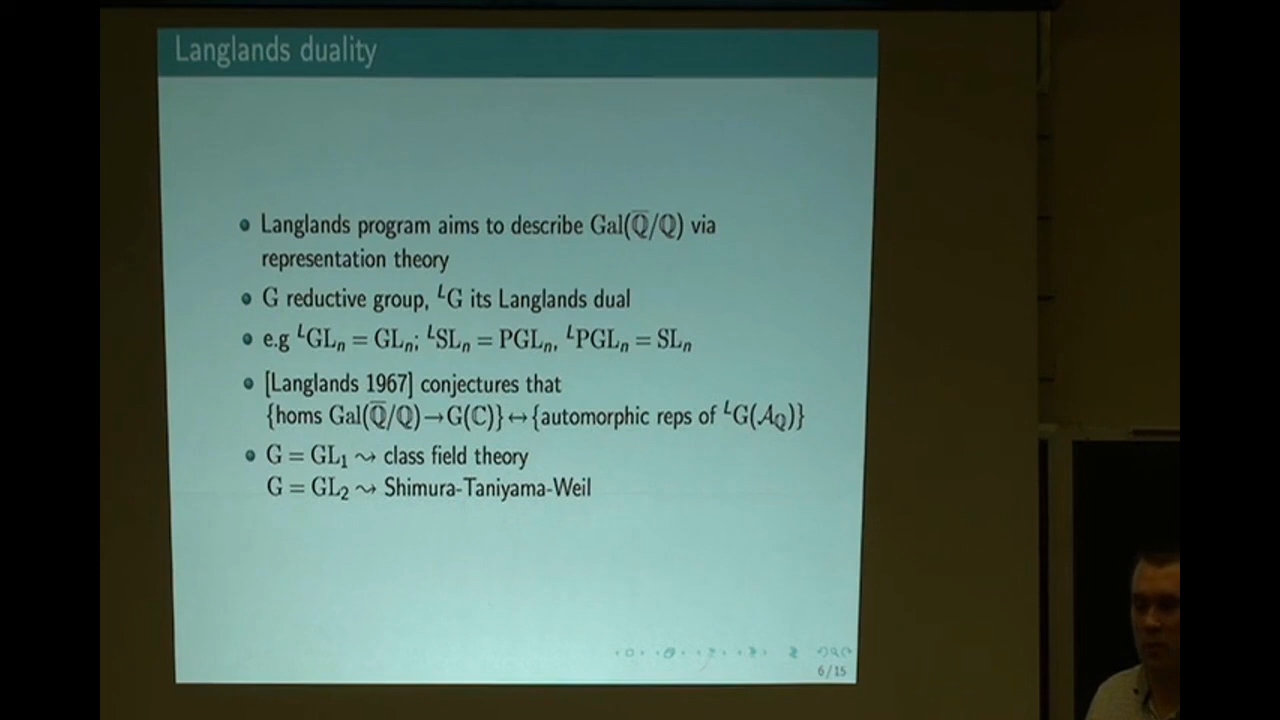 Langlands duality
Langlands program aims to describe Gal(ℚ̅/ℚ) via
representation theory
G reductive group, ᴸG its Langlands dual
e.g ᴸGLₙ = GLₙ; ᴸSLₙ = PGLₙ, ᴸPGLₙ = SLₙ
[Langlands 1967] conjectures that
{homs Gal(ℚ̅/ℚ)→G(ℂ)}↔{automorphic reps of ᴸG(𝒜_ℚ)}
G = GL₁ ⇝ class field theory
G = GL₂ ⇝ Shimura-Taniyama-Weil
6/15